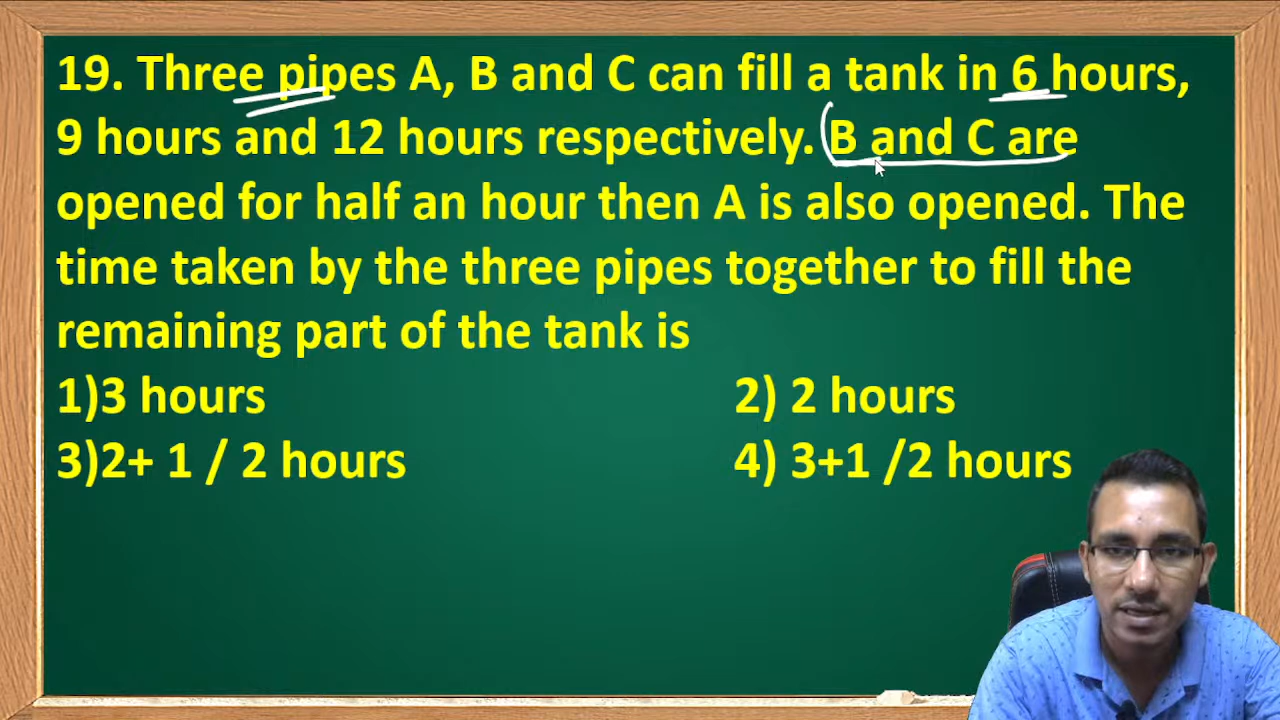 19. Three pipes A, B and C can fill a tank in 6 hours,
9 hours and 12 hours respectively. B and C are
opened for half an hour then A is also opened. The
time taken by the three pipes together to fill the
remaining part of the tank is
1)3 hours 2) 2 hours
3)2+ 1 / 2 hours 4) 3+1 /2 hours